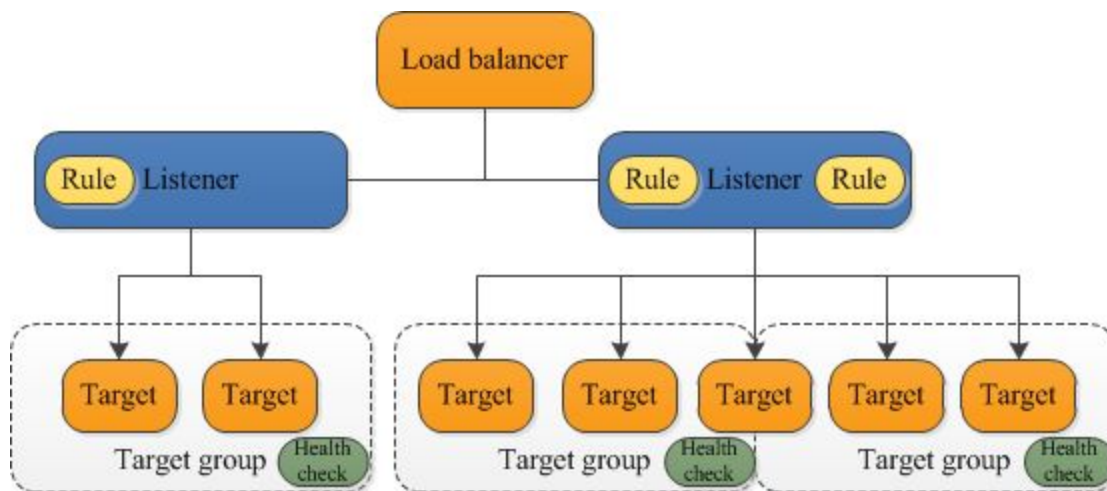 Load balancer
Rule Listener
Rule Listener Rule
Target Target
Target Target Target Target Target
Target group Health check
Target group Health check
Target group Health check